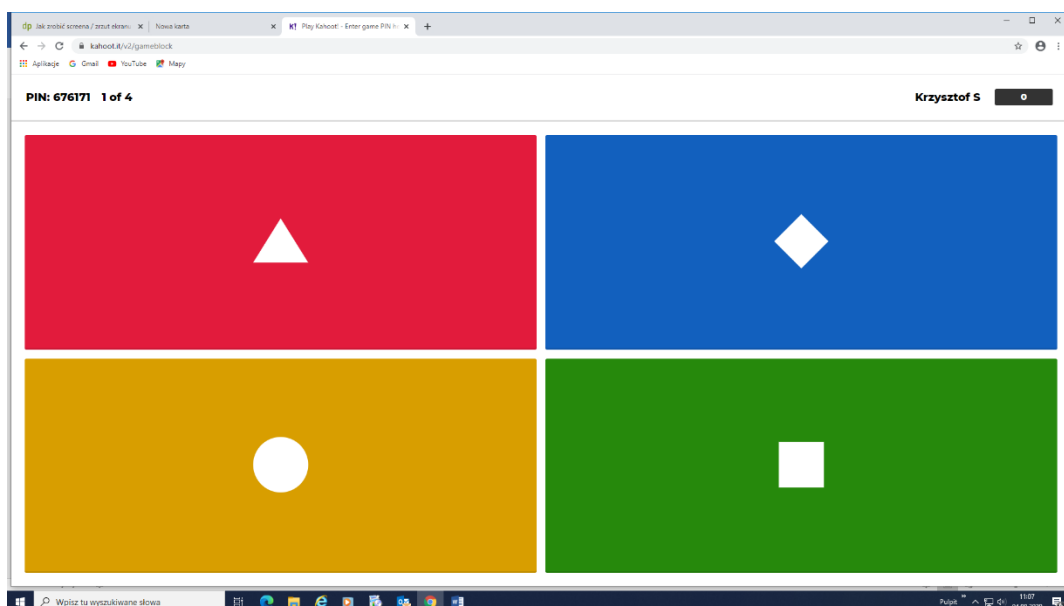 dp Jak zrobić screena / zrzut ekranu
Nowa karta
K! Play Kahoot! - Enter game PIN he
kahoot.it/v2/gameblock
Aplikacje G Gmail YouTube Mapy
PIN: 676171 1 of 4
Krzysztof S 0
Wpisz tu wyszukiwane słowa
Pulpit
11:07